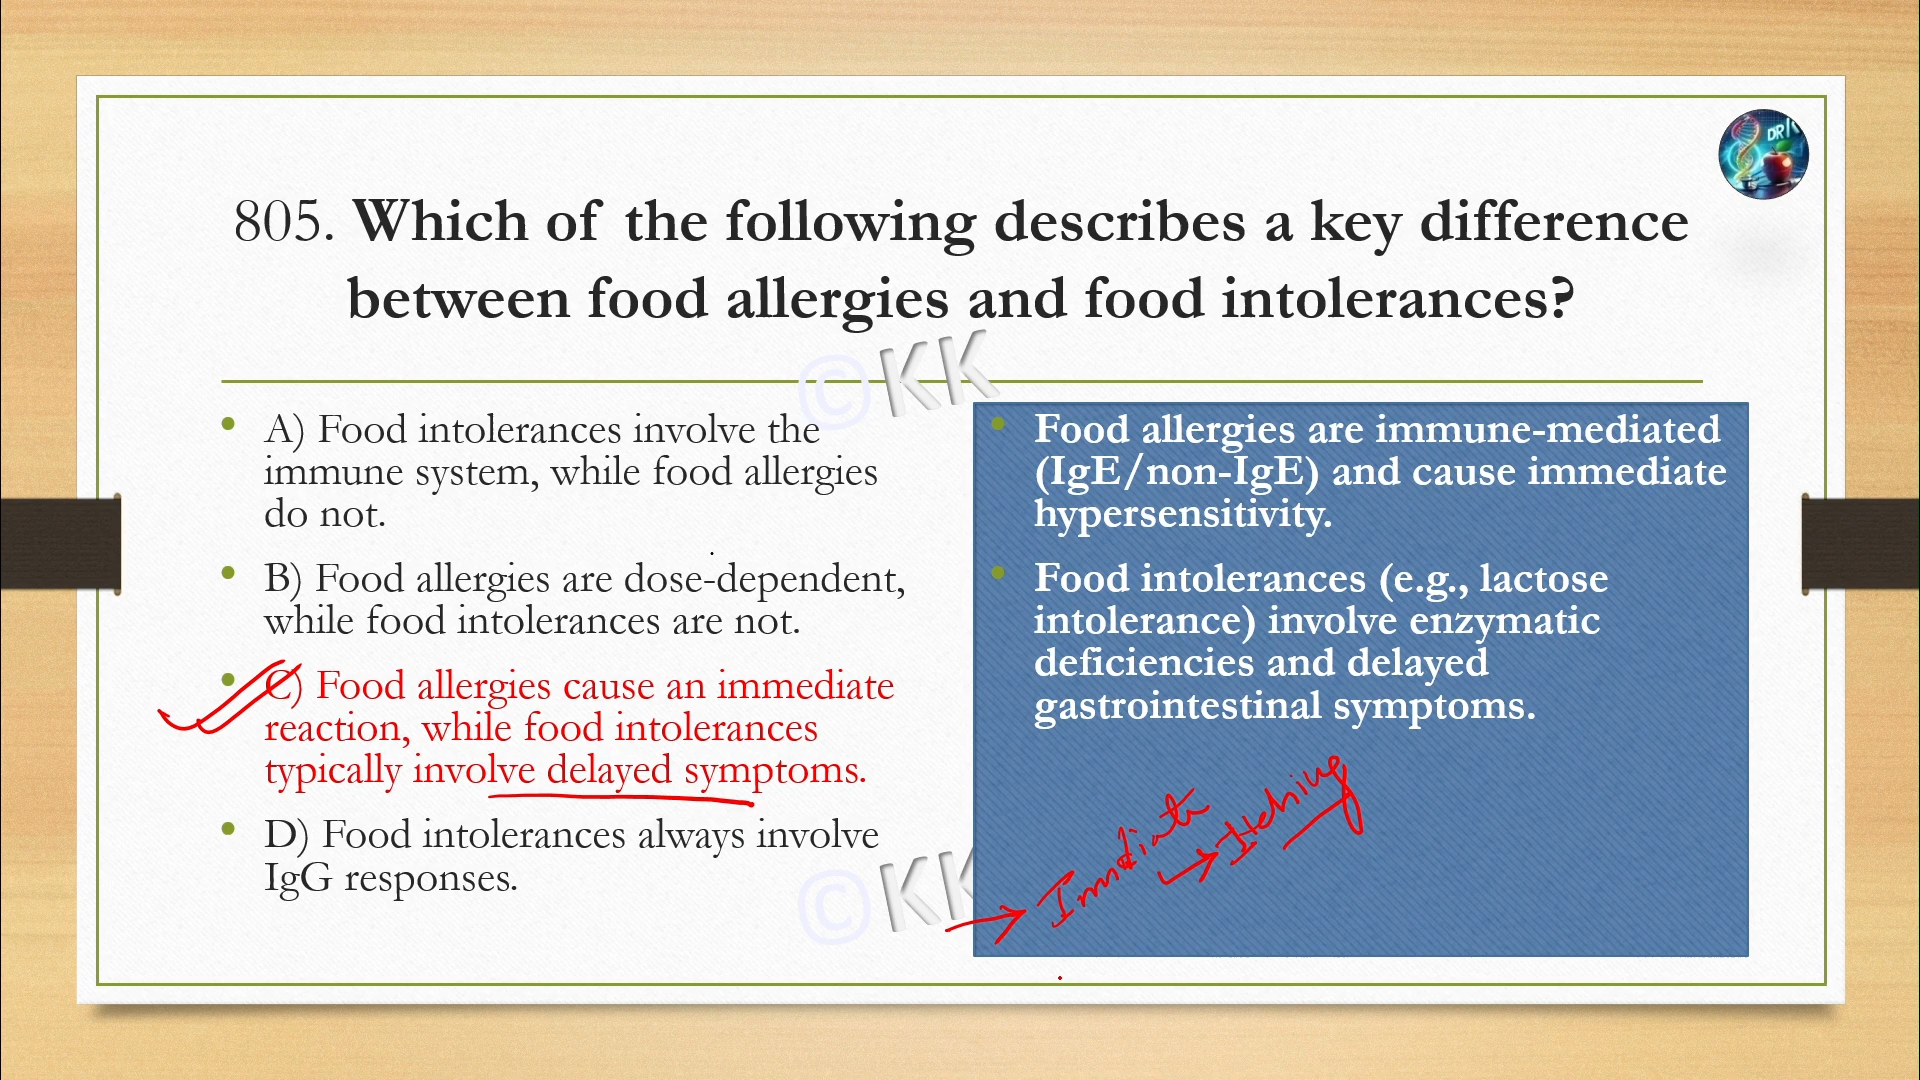 DR
805. Which of the following describes a key difference
between food allergies and food intolerances?
©KK
A) Food intolerances involve the
immune system, while food allergies
do not.
B) Food allergies are dose-dependent,
while food intolerances are not.
C) Food allergies cause an immediate
reaction, while food intolerances
typically involve delayed symptoms.
D) Food intolerances always involve
IgG responses.
©KK
Food allergies are immune-mediated
(IgE/non-IgE) and cause immediate
hypersensitivity.
Food intolerances (e.g., lactose
intolerance) involve enzymatic
deficiencies and delayed
gastrointestinal symptoms.
→ Immdiate
→ Itching